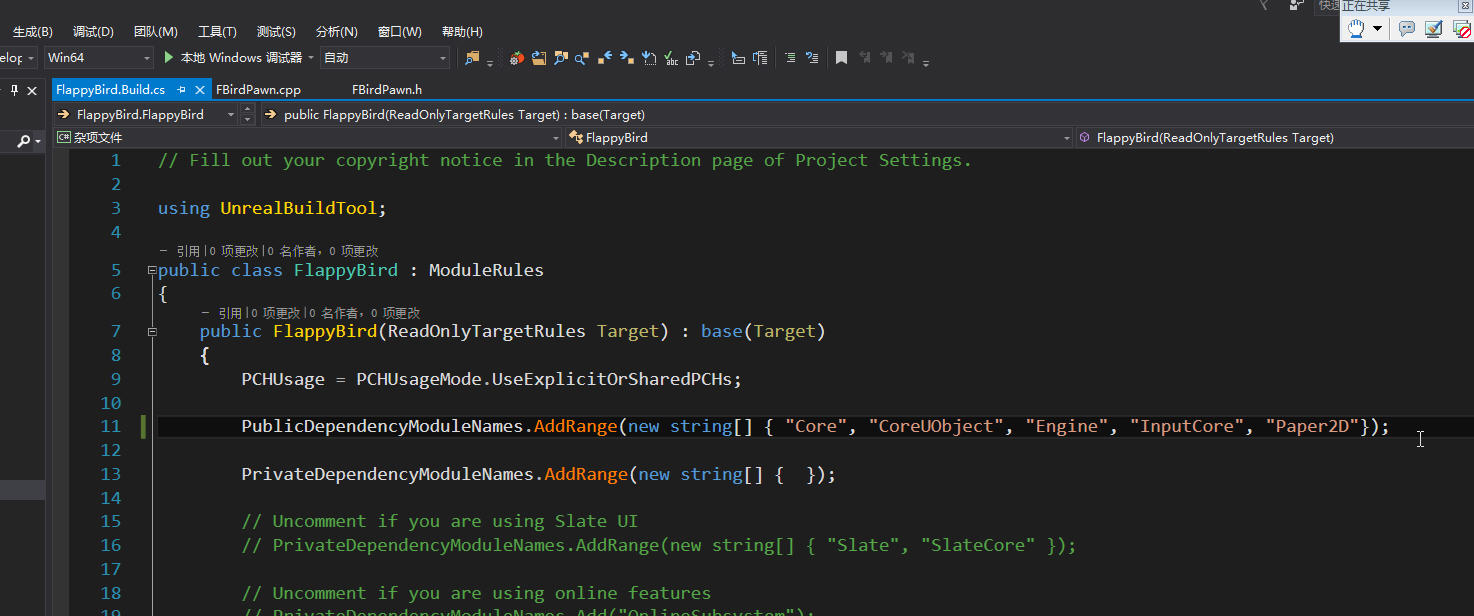 快速
正在共享
生成(B) 调试(D) 团队(M) 工具(T) 测试(S) 分析(N) 窗口(W) 帮助(H)
elop Win64 本地 Windows 调试器 自动
FlappyBird.Build.cs FBirdPawn.cpp FBirdPawn.h
FlappyBird.FlappyBird public FlappyBird(ReadOnlyTargetRules Target) : base(Target)
C# 杂项文件 FlappyBird FlappyBird(ReadOnlyTargetRules Target)
1 // Fill out your copyright notice in the Description page of Project Settings.
2
3 using UnrealBuildTool;
4
– 引用|0 项更改|0 名作者, 0 项更改
5 public class FlappyBird : ModuleRules
6 {
– 引用|0 项更改|0 名作者, 0 项更改
7 public FlappyBird(ReadOnlyTargetRules Target) : base(Target)
8 {
9 PCHUsage = PCHUsageMode.UseExplicitOrSharedPCHs;
10
11 PublicDependencyModuleNames.AddRange(new string[] { "Core", "CoreUObject", "Engine", "InputCore", "Paper2D"});
12
13 PrivateDependencyModuleNames.AddRange(new string[] {  });
14
15 // Uncomment if you are using Slate UI
16 // PrivateDependencyModuleNames.AddRange(new string[] { "Slate", "SlateCore" });
17
18 // Uncomment if you are using online features
19 // PrivateDependencyModuleNames.Add("OnlineSubsystem");